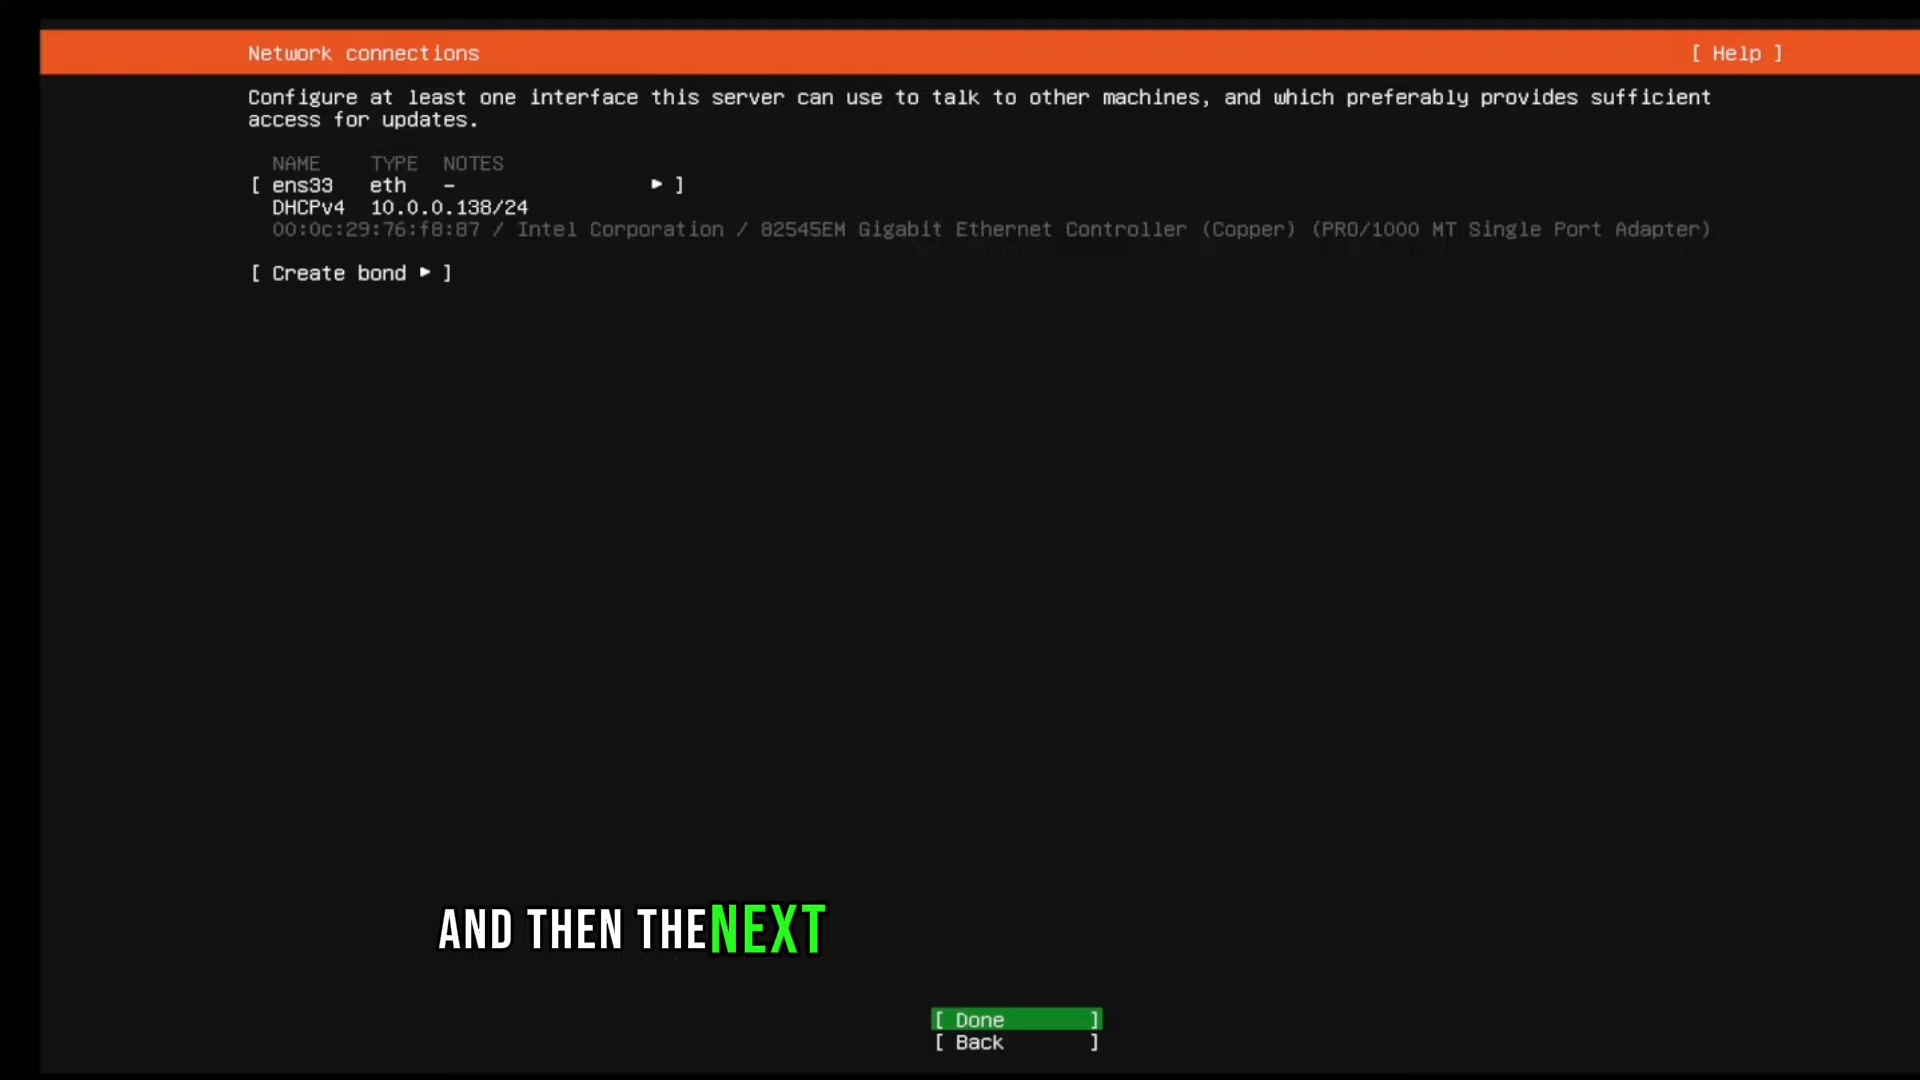 Network connections [ Help ]
Configure at least one interface this server can use to talk to other machines, and which preferably provides sufficient
access for updates.
NAME TYPE NOTES
[ ens33 eth - ▸ ]
DHCPv4 10.0.0.138/24
00:0c:29:76:f8:87 / Intel Corporation / 82545EM Gigabit Ethernet Controller (Copper) (PRO/1000 MT Single Port Adapter)
[ Create bond ▸ ]
AND THEN THE NEXT
[ Done ]
[ Back ]